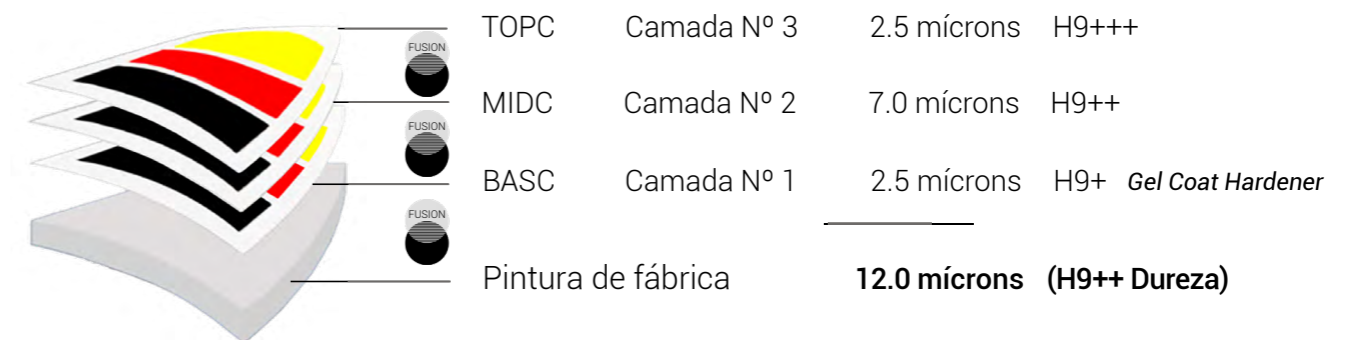 TOPC Camada Nº 3 2.5 mícrons H9+++
FUSION
MIDC Camada Nº 2 7.0 mícrons H9++
FUSION
BASC Camada Nº 1 2.5 mícrons H9+ Gel Coat Hardener
FUSION
Pintura de fábrica 12.0 mícrons (H9++ Dureza)